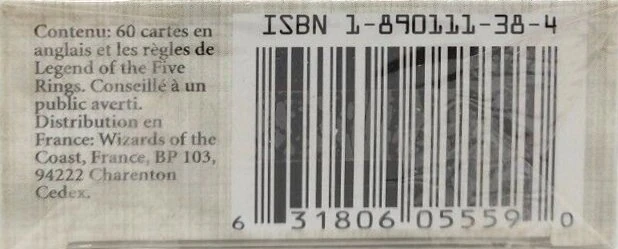 Contenu: 60 cartes en
anglais et les règles de
Legend of the Five
Rings. Conseillé à un
public averti.
Distribution en
France: Wizards of the
Coast, France, BP 103,
94222 Charenton
Cedex.
ISBN 1-890111-38-4
6 31806 05559 0